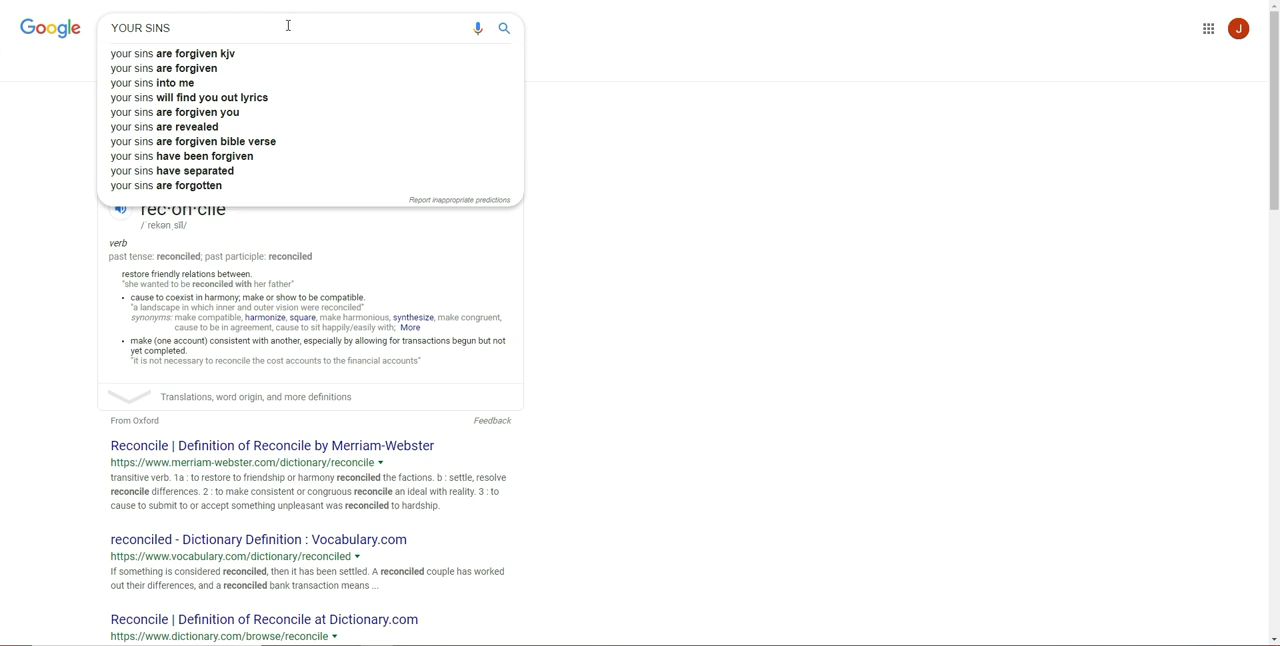 Google
YOUR SINS
J
your sins are forgiven kjv
your sins are forgiven
your sins into me
your sins will find you out lyrics
your sins are forgiven you
your sins are revealed
your sins are forgiven bible verse
your sins have been forgiven
your sins have separated
your sins are forgotten
Report inappropriate predictions
rec·on·cile
/ˈrekənˌsīl/
verb
past tense: reconciled; past participle: reconciled
restore friendly relations between.
"she wanted to be reconciled with her father"
• cause to coexist in harmony; make or show to be compatible.
"a landscape in which inner and outer vision were reconciled"
synonyms: make compatible, harmonize, square, make harmonious, synthesize, make congruent,
cause to be in agreement, cause to sit happily/easily with; More
• make (one account) consistent with another, especially by allowing for transactions begun but not
yet completed.
"it is not necessary to reconcile the cost accounts to the financial accounts"
Translations, word origin, and more definitions
From Oxford
Feedback
Reconcile | Definition of Reconcile by Merriam-Webster
https://www.merriam-webster.com/dictionary/reconcile
transitive verb. 1a : to restore to friendship or harmony reconciled the factions. b : settle, resolve
reconcile differences. 2 : to make consistent or congruous reconcile an ideal with reality. 3 : to
cause to submit to or accept something unpleasant was reconciled to hardship.
reconciled - Dictionary Definition : Vocabulary.com
https://www.vocabulary.com/dictionary/reconciled
If something is considered reconciled, then it has been settled. A reconciled couple has worked
out their differences, and a reconciled bank transaction means ...
Reconcile | Definition of Reconcile at Dictionary.com
https://www.dictionary.com/browse/reconcile